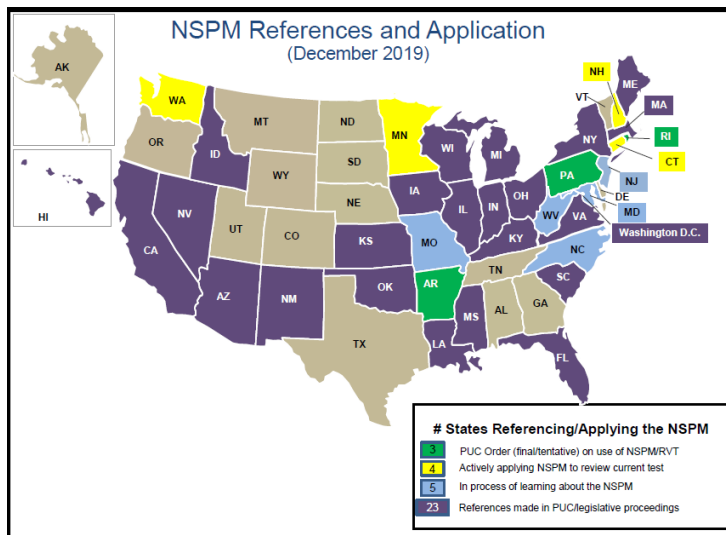 NSPM References and Application
(December 2019)
AK
WA
NH
ME
VT
MT
ND
MN
MA
OR
ID
SD
WI
NY
RI
WY
MI
CT
PA
IA
NE
NJ
NV
OH
DE
IL
IN
MD
HI
UT
CO
WV
VA
Washington D.C.
CA
KS
MO
KY
NC
TN
OK
AR
SC
AZ
NM
MS
AL
GA
TX
LA
FL
# States Referencing/Applying the NSPM
3 PUC Order (final/tentative) on use of NSPM/RVT
4 Actively applying NSPM to review current test
5 In process of learning about the NSPM
23 References made in PUC/legislative proceedings